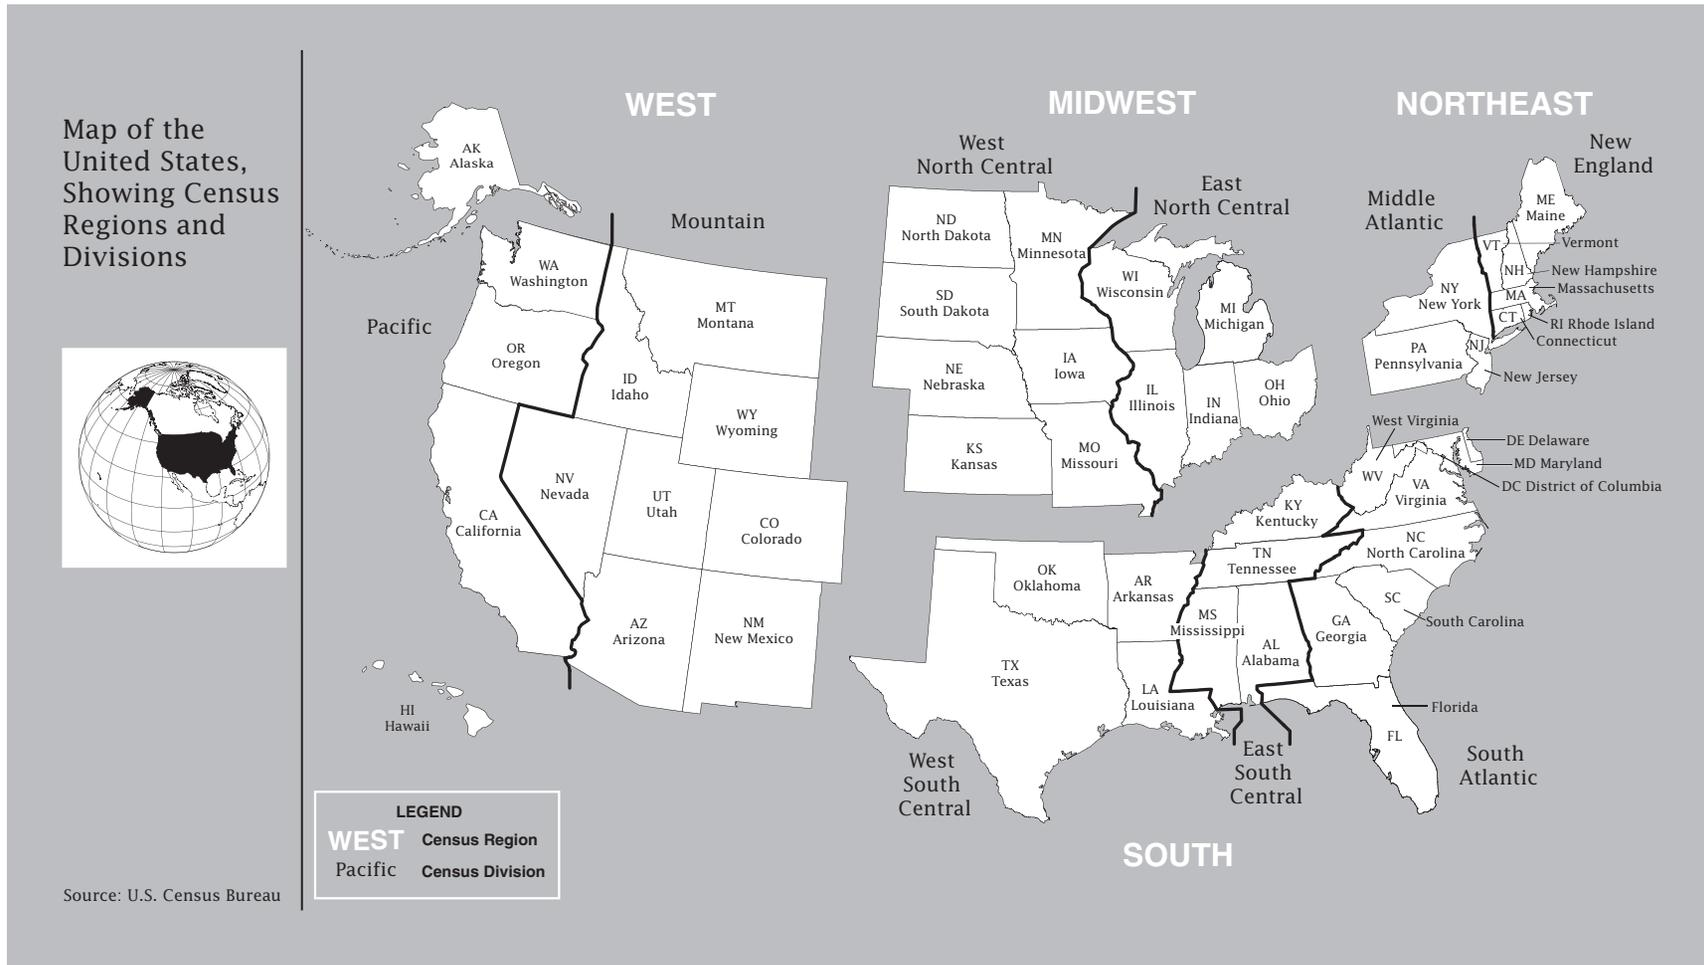 Map of the
United States,
Showing Census
Regions and
Divisions
Source: U.S. Census Bureau
WEST
Pacific
Mountain
AK
Alaska
WA
Washington
OR
Oregon
CA
California
HI
Hawaii
MT
Montana
ID
Idaho
WY
Wyoming
NV
Nevada
UT
Utah
CO
Colorado
AZ
Arizona
NM
New Mexico
LEGEND
WEST Census Region
Pacific Census Division
MIDWEST
West
North Central
East
North Central
ND
North Dakota
MN
Minnesota
SD
South Dakota
NE
Nebraska
IA
Iowa
KS
Kansas
MO
Missouri
WI
Wisconsin
MI
Michigan
IL
Illinois
IN
Indiana
OH
Ohio
NORTHEAST
New
England
Middle
Atlantic
ME
Maine
VT
Vermont
NH
New Hampshire
MA
Massachusetts
RI Rhode Island
CT
Connecticut
NY
New York
PA
Pennsylvania
NJ
New Jersey
West Virginia
WV
DE Delaware
MD Maryland
DC District of Columbia
VA
Virginia
KY
Kentucky
TN
Tennessee
NC
North Carolina
SC
South Carolina
GA
Georgia
FL
Florida
OK
Oklahoma
AR
Arkansas
MS
Mississippi
AL
Alabama
TX
Texas
LA
Louisiana
West
South
Central
East
South
Central
South
Atlantic
SOUTH